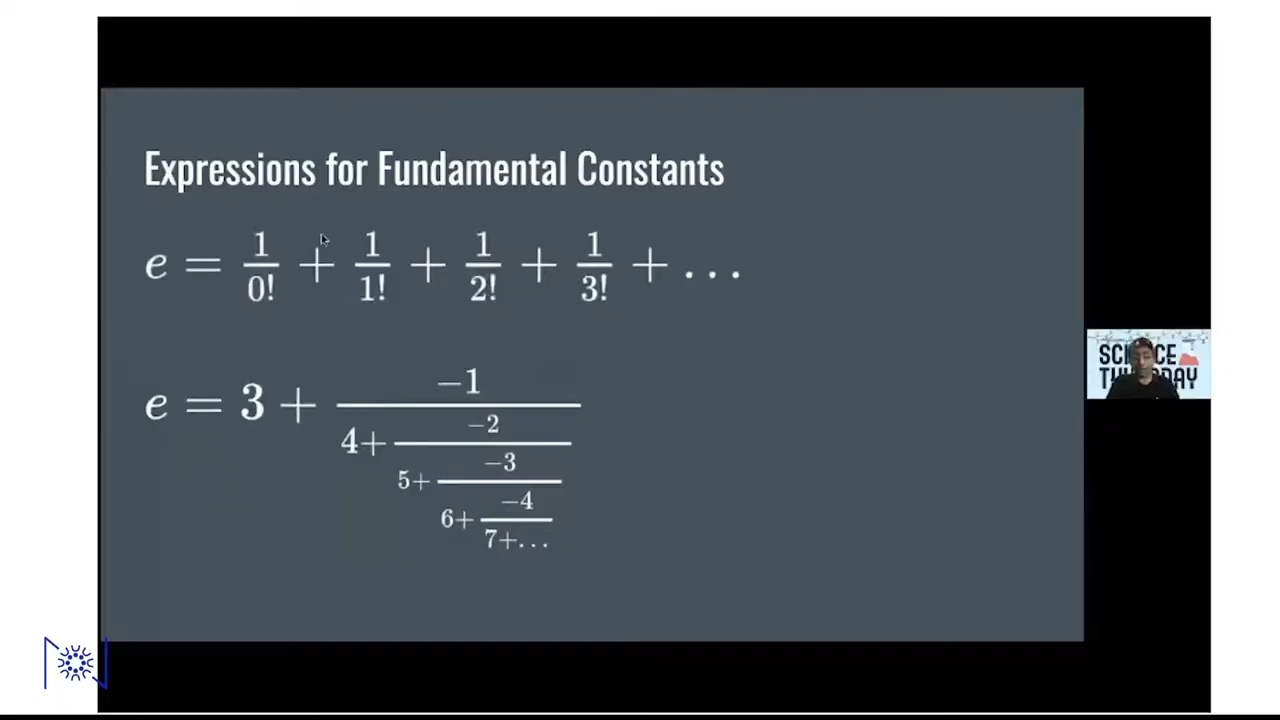 Expressions for Fundamental Constants
e = 1/0! + 1/1! + 1/2! + 1/3! + ...
e = 3 + -1/(4+ -2/(5+ -3/(6+ -4/(7+...))))
SCIENCE
THURSDAY